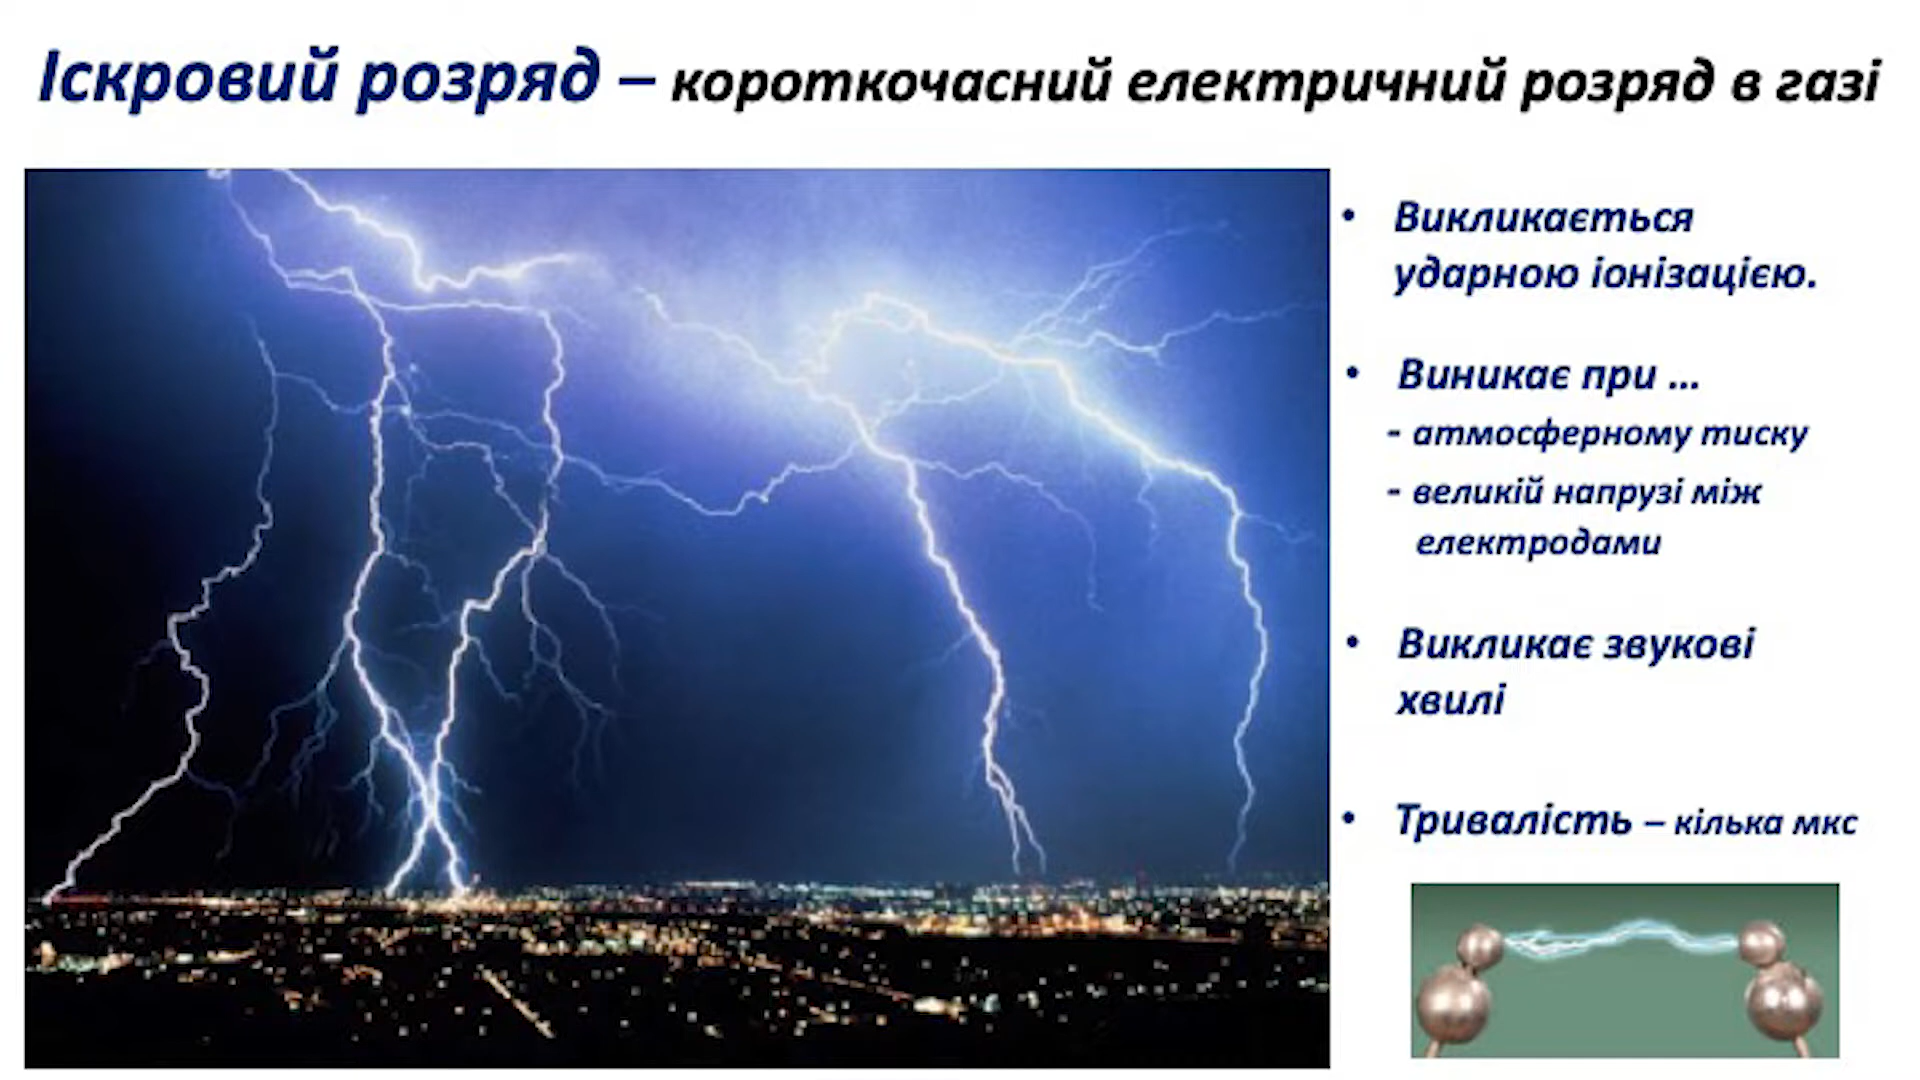 Іскровий розряд – короткочасний електричний розряд в газі
• Викликається
ударною іонізацією.
• Виникає при ...
- атмосферному тиску
- великій напрузі між
електродами
• Викликає звукові
хвилі
• Тривалість – кілька мкс